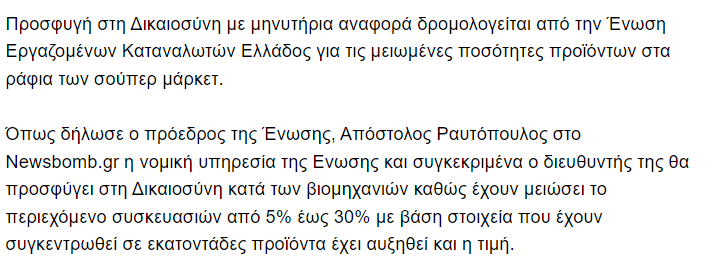 Προσφυγή στη Δικαιοσύνη με μηνυτήρια αναφορά δρομολογείται από την Ένωση
Εργαζομένων Καταναλωτών Ελλάδος για τις μειωμένες ποσότητες προϊόντων στα
ράφια των σούπερ μάρκετ.
Όπως δήλωσε ο πρόεδρος της Ένωσης, Απόστολος Ραυτόπουλος στο
Newsbomb.gr η νομική υπηρεσία της Ενωσης και συγκεκριμένα ο διευθυντής της θα
προσφύγει στη Δικαιοσύνη κατά των βιομηχανιών καθώς έχουν μειώσει το
περιεχόμενο συσκευασιών από 5% έως 30% με βάση στοιχεία που έχουν
συγκεντρωθεί σε εκατοντάδες προϊόντα έχει αυξηθεί και η τιμή.